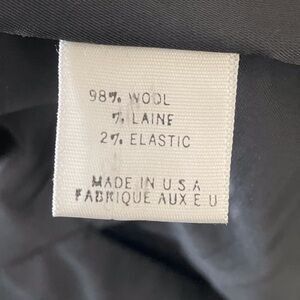 98% WOOL
% LAINE
2% ELASTIC
MADE IN U.S.A
FABRIQUE AUX E U